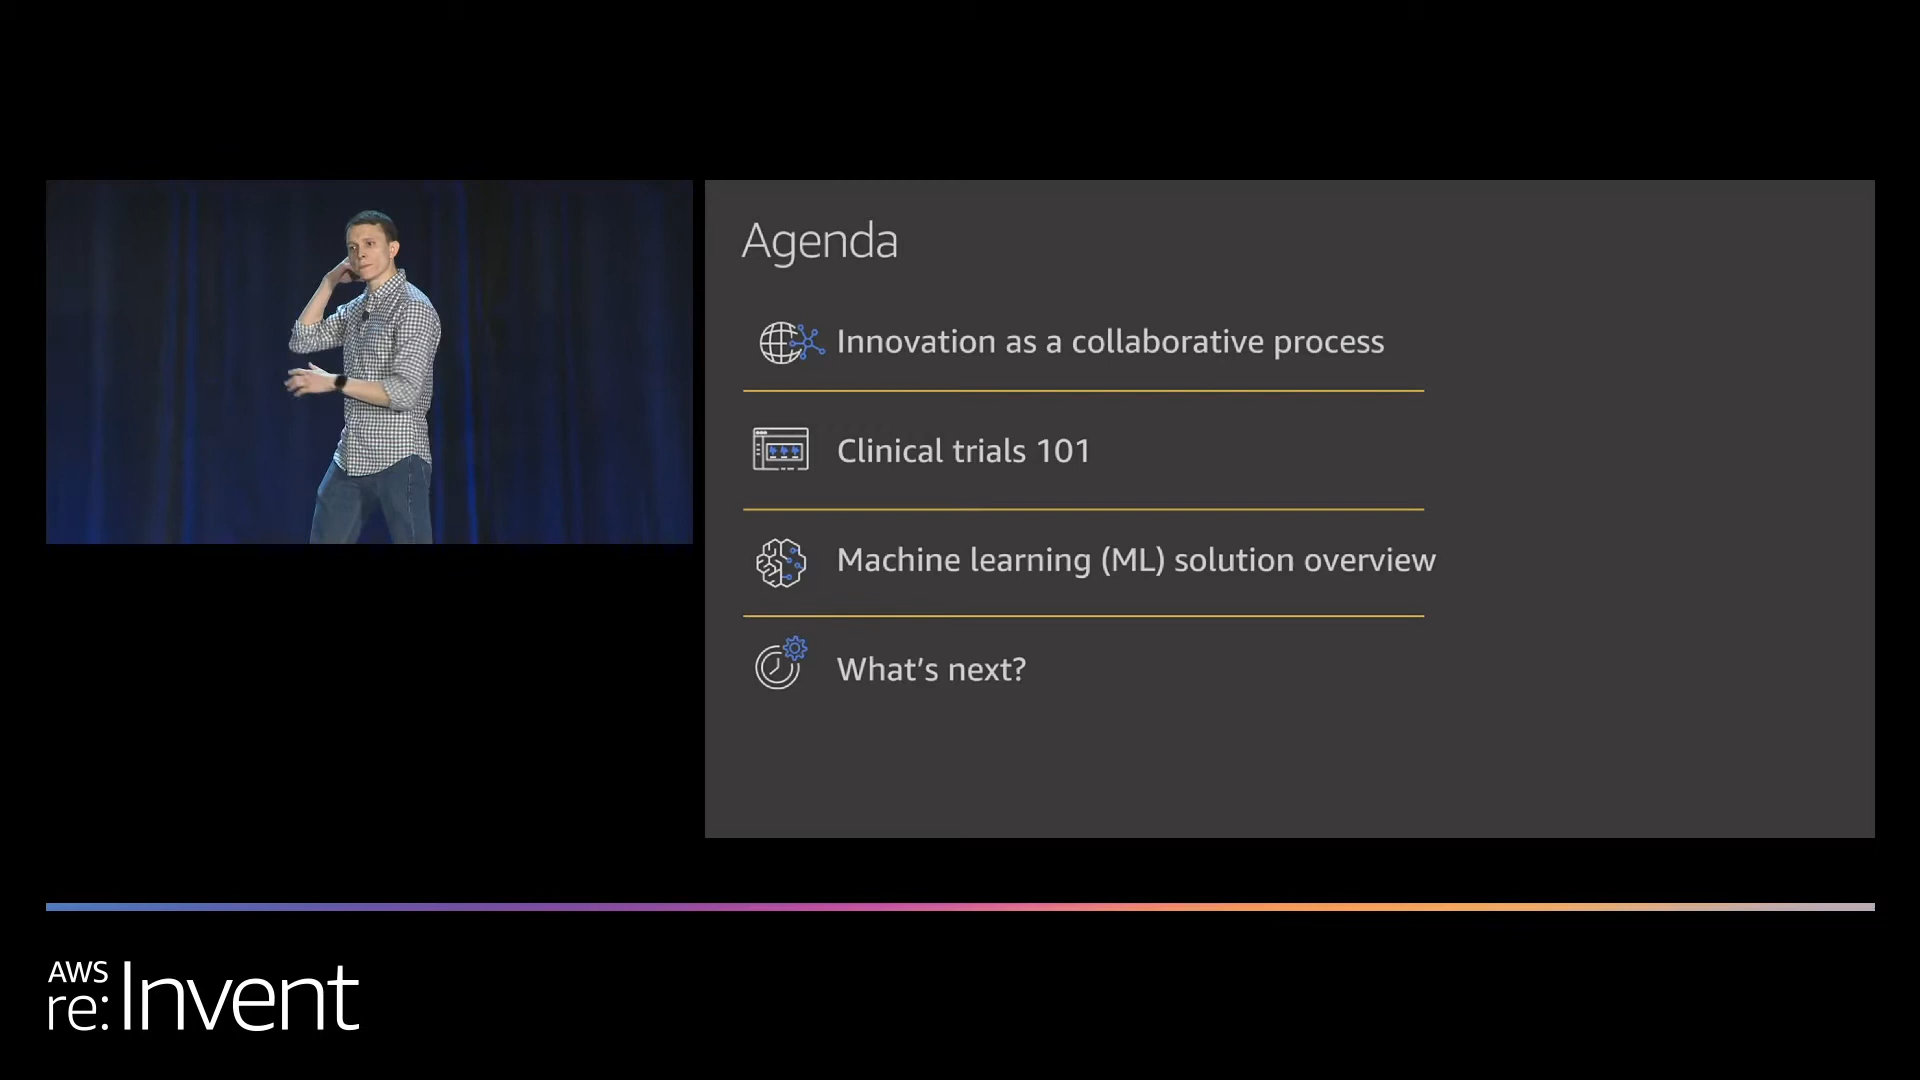 Agenda
Innovation as a collaborative process
Clinical trials 101
Machine learning (ML) solution overview
What's next?
AWS
re:Invent